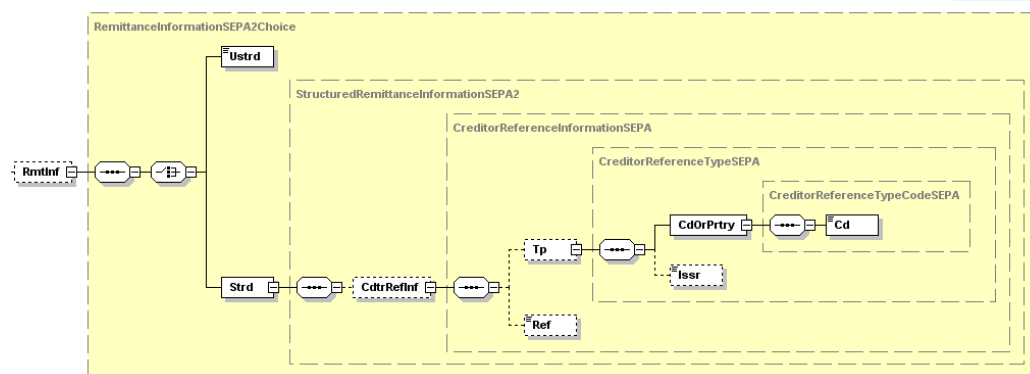 RemittanceInformationSEPA2Choice
Ustrd
StructuredRemittanceInformationSEPA2
CreditorReferenceInformationSEPA
CreditorReferenceTypeSEPA
RmtInf
CreditorReferenceTypeCodeSEPA
CdOrPrtry
Cd
Tp
Issr
Strd
CdtrRefInf
Ref